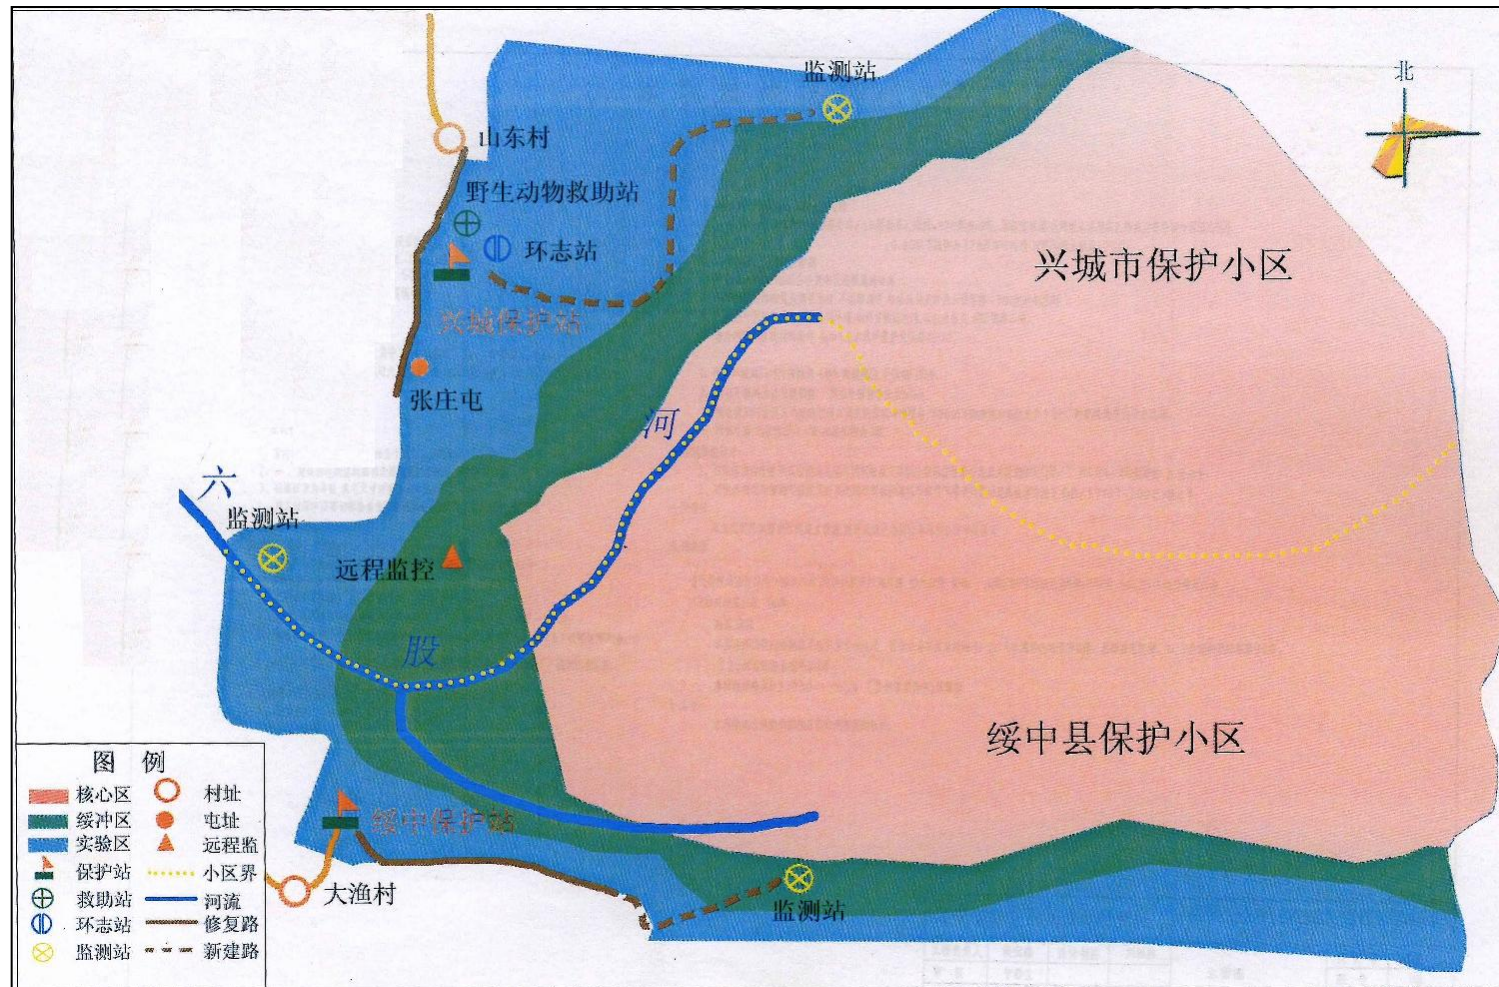 监测站
北
山东村
野生动物救助站
环志站
兴城市保护小区
兴城保护站
张庄屯
河
六
监测站
远程监控
股
绥中县保护小区
绥中保护站
大渔村
监测站
图 例
核心区 村址
绥冲区 屯址
实验区 远程监
保护站 小区界
救助站 河流
环志站 修复路
监测站 新建路